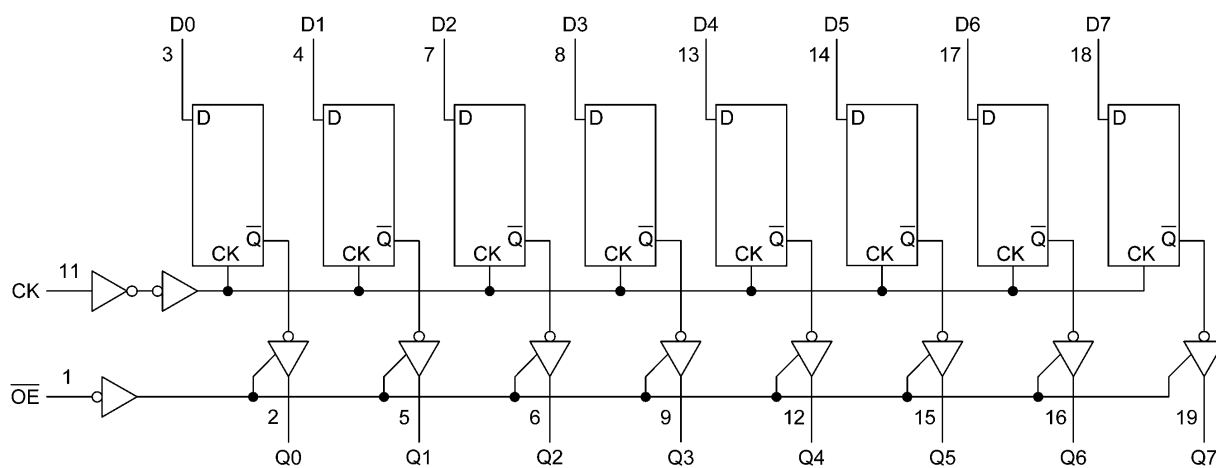 D0 D1 D2 D3 D4 D5 D6 D7
3 4 7 8 13 14 17 18
D D D D D D D D
Q̅ Q̅ Q̅ Q̅ Q̅ Q̅ Q̅ Q̅
CK CK CK CK CK CK CK CK
CK 11
O̅E̅ 1
2 5 6 9 12 15 16 19
Q0 Q1 Q2 Q3 Q4 Q5 Q6 Q7